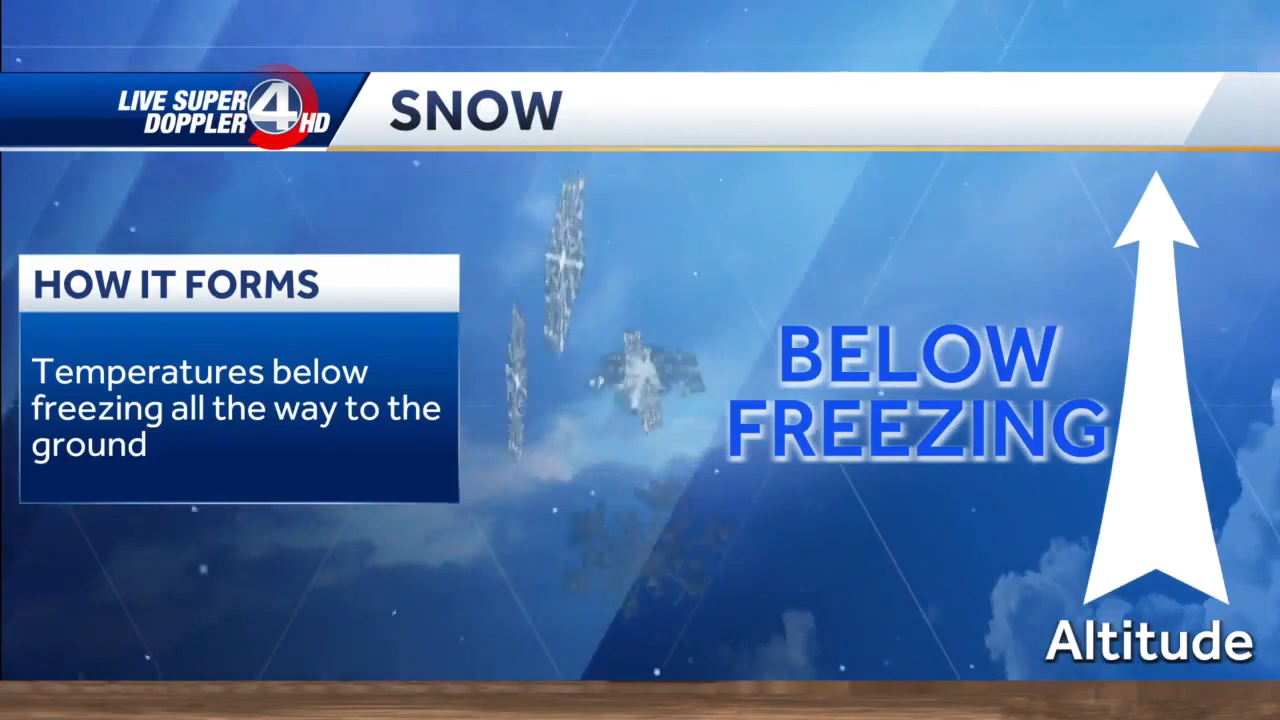 LIVE SUPER
DOPPLER 4 HD
SNOW
HOW IT FORMS
Temperatures below
freezing all the way to the
ground
BELOW
FREEZING
Altitude